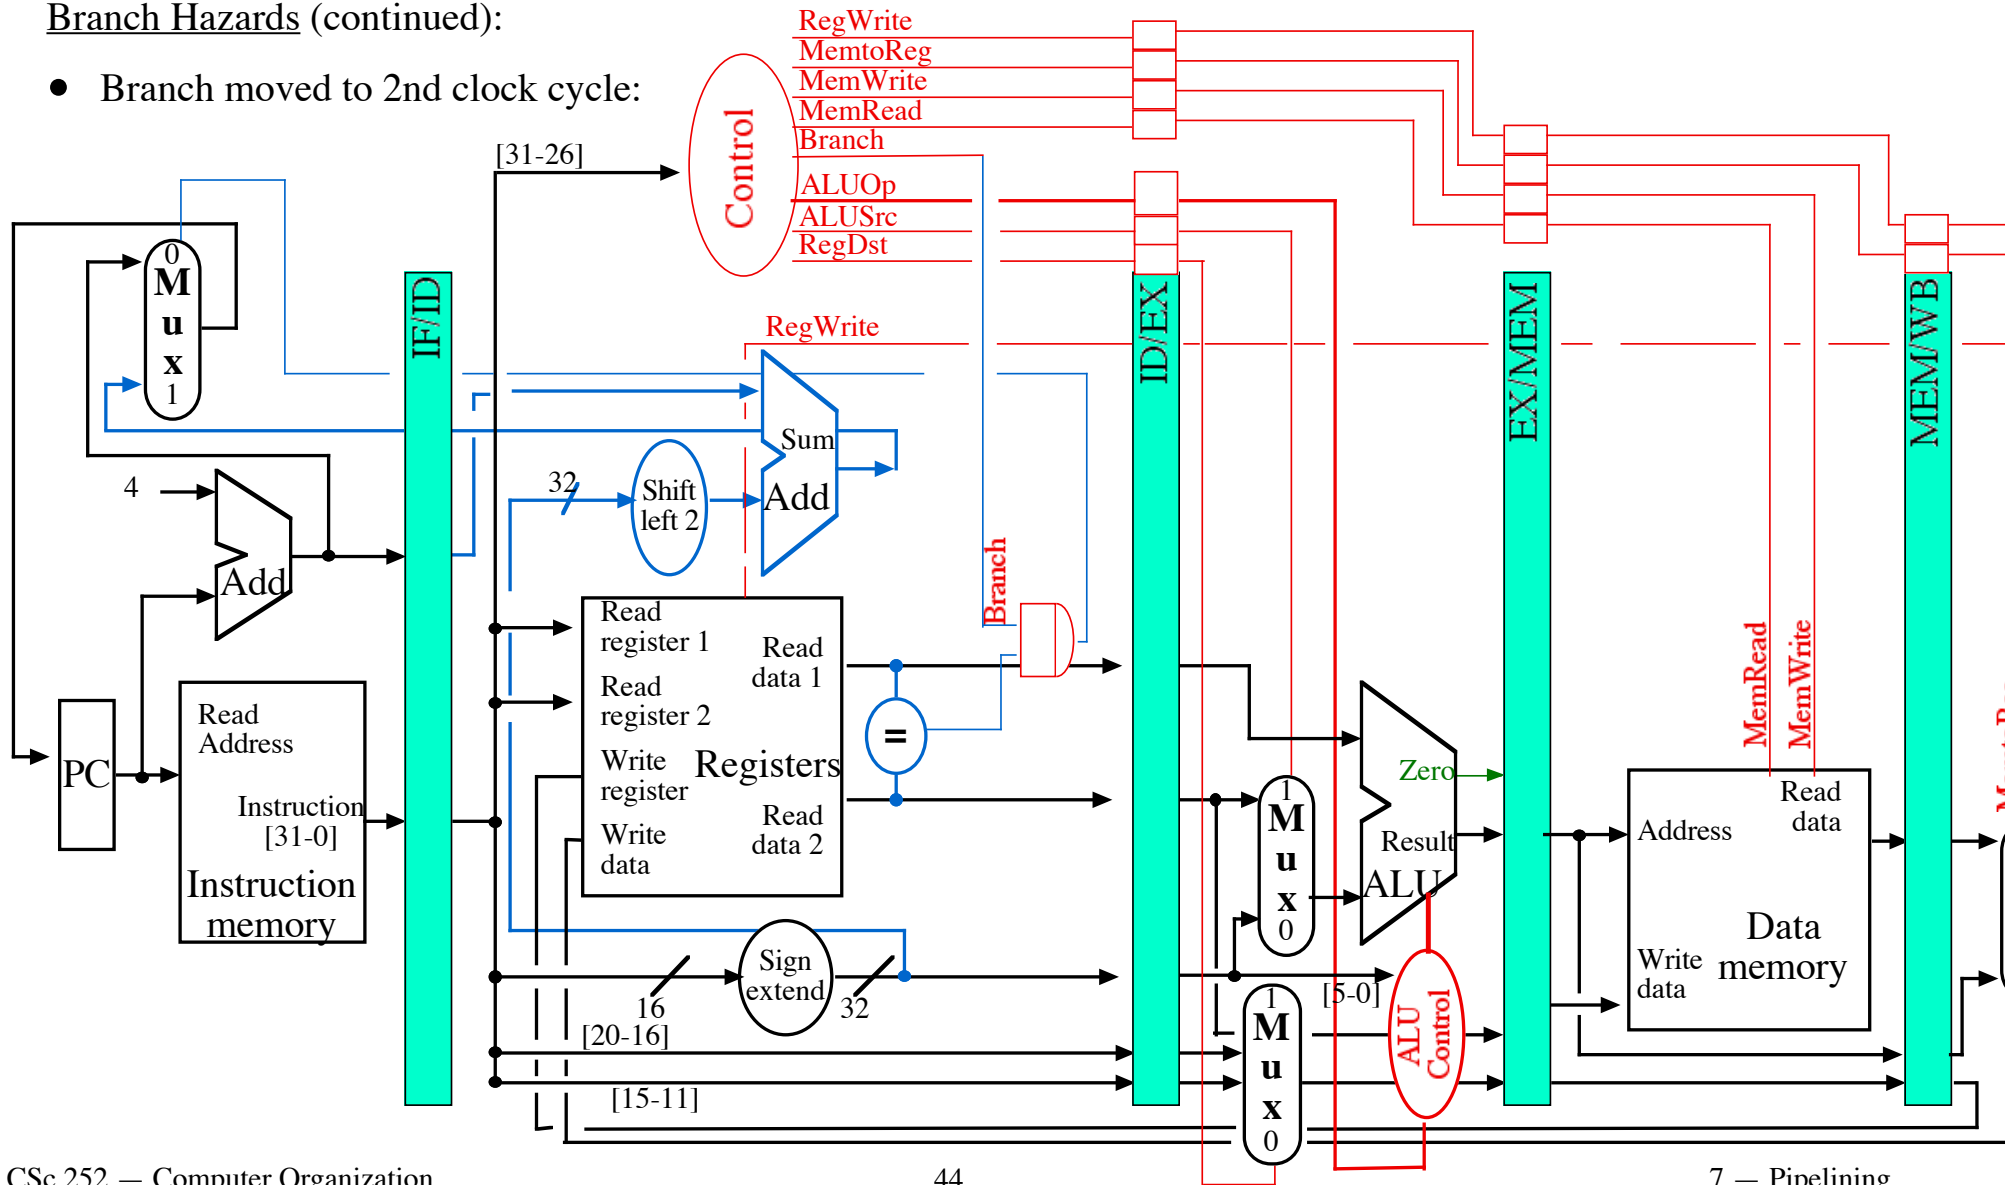 Branch Hazards (continued):
● Branch moved to 2nd clock cycle:
RegWrite
MemtoReg
MemWrite
MemRead
Branch
ALUOp
ALUSrc
RegDst
Control
[31-26]
0
M
u
x
1
IF/ID
ID/EX
EX/MEM
MEM/WB
RegWrite
4
Add
32
Shift
left 2
Sum
Add
Branch
PC
Read
Address
Instruction
[31-0]
Instruction
memory
Read
register 1
Read
register 2
Write
register
Write
data
Registers
Read
data 1
Read
data 2
=
Sign
extend
16
32
[20-16]
[15-11]
1
M
u
x
0
1
M
u
x
0
Zero
Result
ALU
[5-0]
ALU
Control
MemRead
MemWrite
Address
Read
data
Write
data
Data
memory
CSc 252 — Computer Organization
44
7 — Pipelining